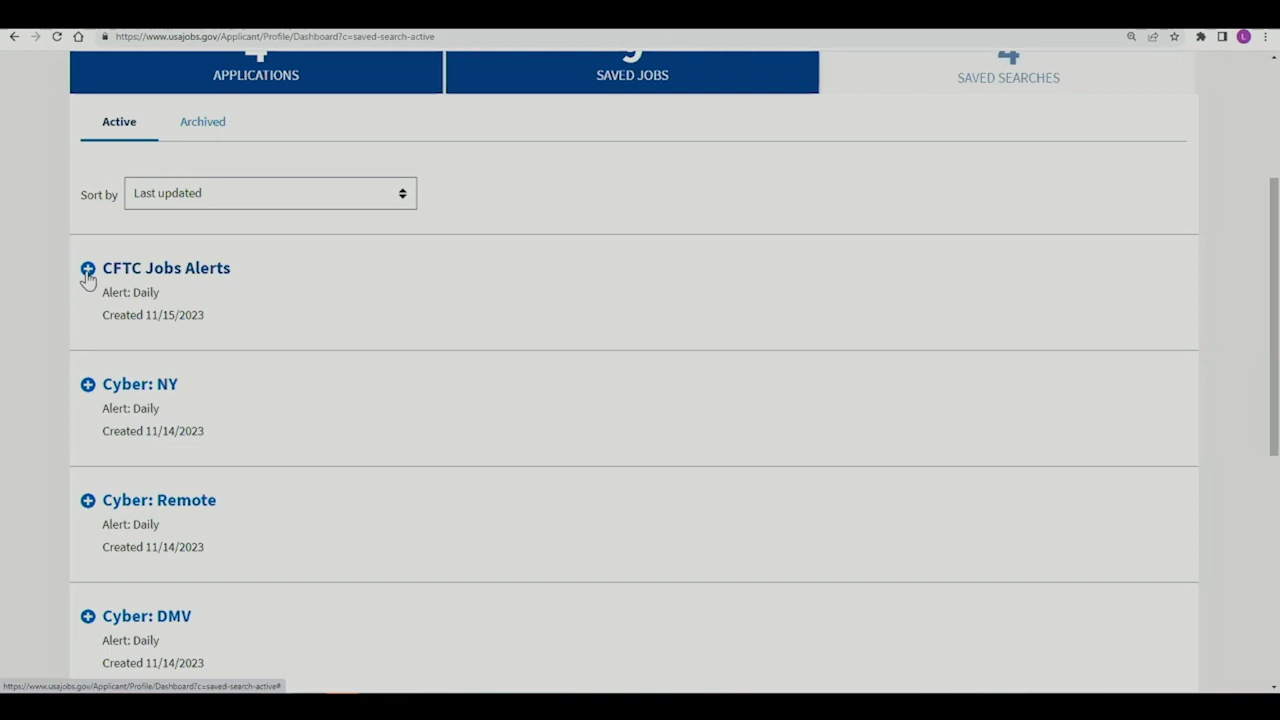 https://www.usajobs.gov/Applicant/Profile/Dashboard?c=saved-search-active
L
APPLICATIONS
SAVED JOBS
4
SAVED SEARCHES
Active
Archived
Sort by
Last updated
CFTC Jobs Alerts
Alert: Daily
Created 11/15/2023
Cyber: NY
Alert: Daily
Created 11/14/2023
Cyber: Remote
Alert: Daily
Created 11/14/2023
Cyber: DMV
Alert: Daily
Created 11/14/2023
https://www.usajobs.gov/Applicant/Profile/Dashboard?c=saved-search-active#